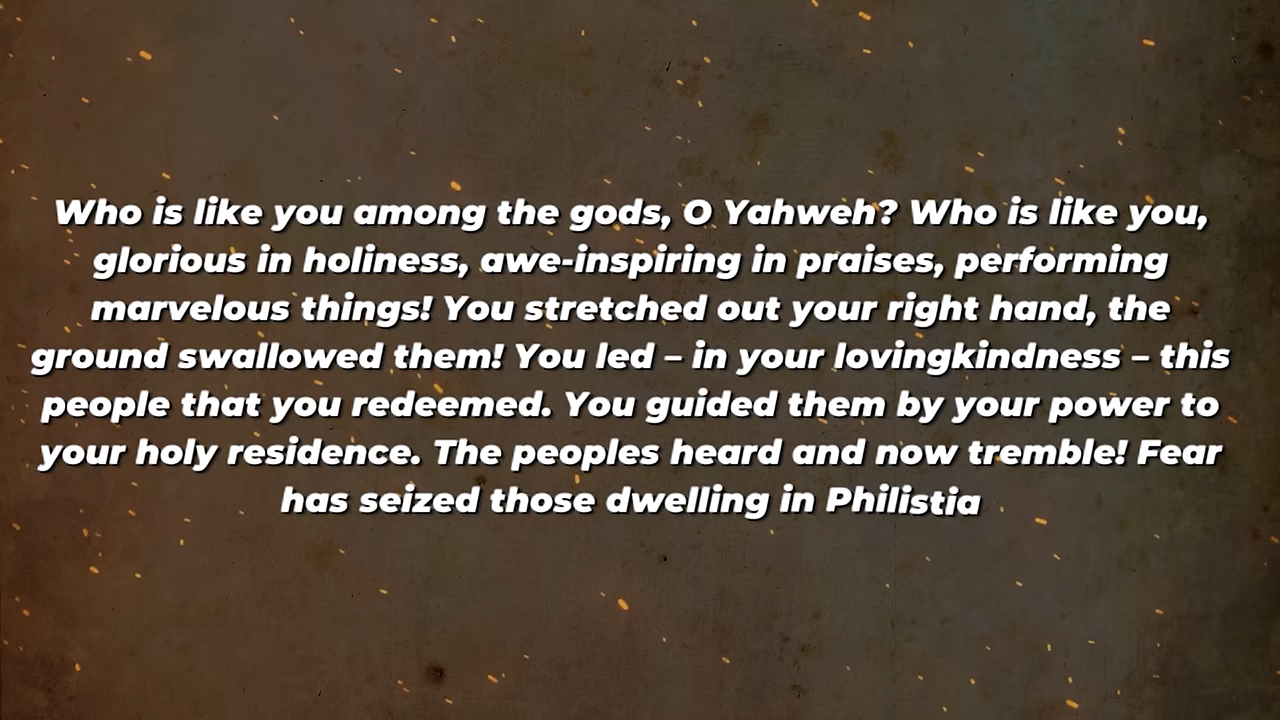 Who is like you among the gods, O Yahweh? Who is like you,
glorious in holiness, awe-inspiring in praises, performing
marvelous things! You stretched out your right hand, the
ground swallowed them! You led – in your lovingkindness – this
people that you redeemed. You guided them by your power to
your holy residence. The peoples heard and now tremble! Fear
has seized those dwelling in Philistia